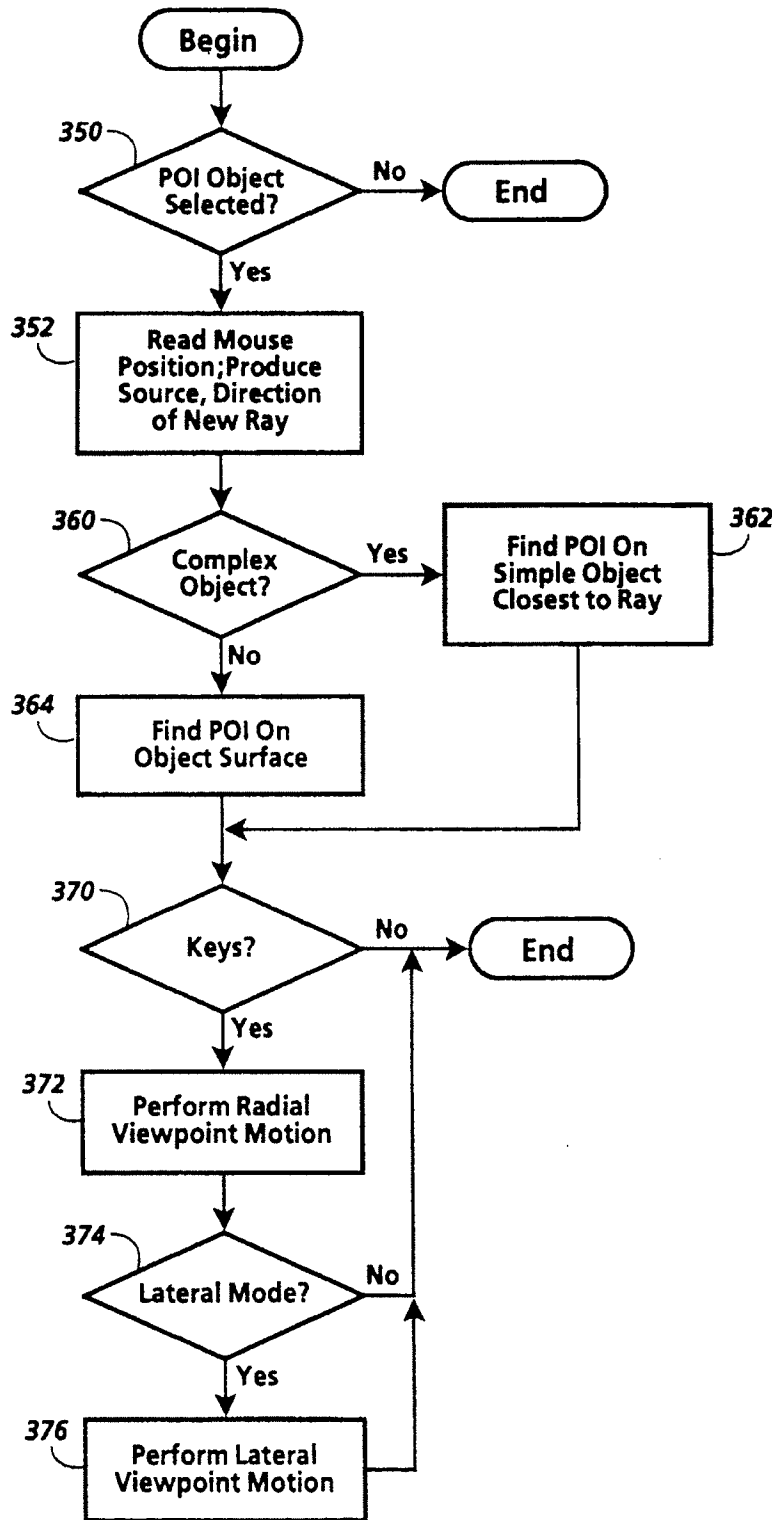 Begin
350
POI Object
Selected?
No
End
Yes
352
Read Mouse
Position;Produce
Source, Direction
of New Ray
360
Complex
Object?
Yes
362
Find POI On
Simple Object
Closest to Ray
No
364
Find POI On
Object Surface
370
Keys?
No
End
Yes
372
Perform Radial
Viewpoint Motion
374
Lateral Mode?
No
Yes
376
Perform Lateral
Viewpoint Motion